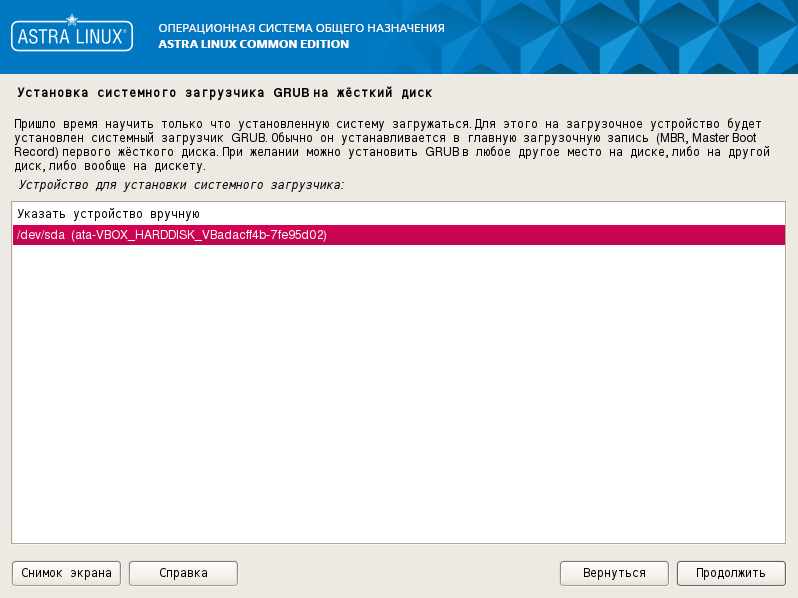 ASTRA LINUX®
ОПЕРАЦИОННАЯ СИСТЕМА ОБЩЕГО НАЗНАЧЕНИЯ
ASTRA LINUX COMMON EDITION
Установка системного загрузчика GRUB на жёсткий диск
Пришло время научить только что установленную систему загружаться. Для этого на загрузочное устройство будет
установлен системный загрузчик GRUB. Обычно он устанавливается в главную загрузочную запись (MBR, Master Boot
Record) первого жёсткого диска. При желании можно установить GRUB в любое другое место на диске, либо на другой
диск, либо вообще на дискету.
Устройство для установки системного загрузчика:
Указать устройство вручную
/dev/sda (ata-VBOX_HARDDISK_VBadacff4b-7fe95d02)
Снимок экрана
Справка
Вернуться
Продолжить